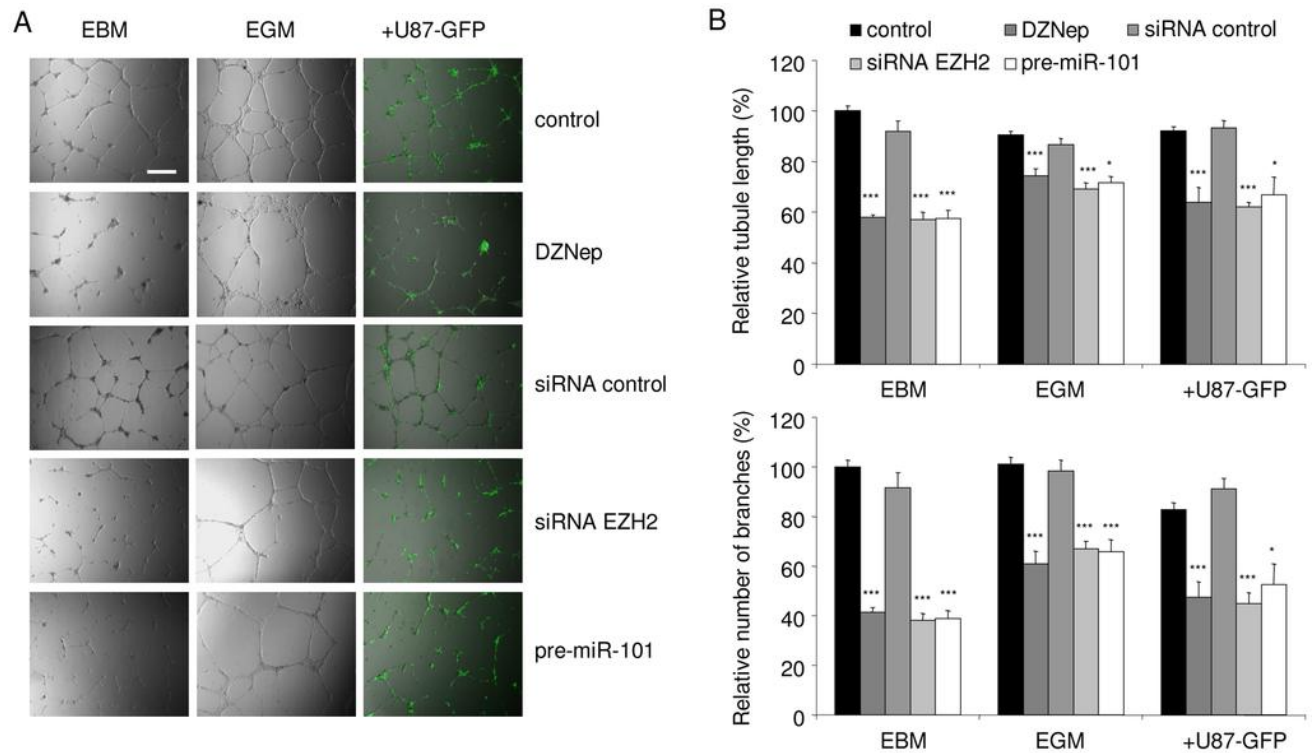 A
EBM EGM +U87-GFP
control
DZNep
siRNA control
siRNA EZH2
pre-miR-101
B
control DZNep siRNA control
siRNA EZH2 pre-miR-101
Relative tubule length (%)
120
100
80
60
40
20
0
*** *** *** *** *** * *** *** *
EBM EGM +U87-GFP
Relative number of branches (%)
120
100
80
60
40
20
0
*** *** *** *** *** *** *** *** *
EBM EGM +U87-GFP